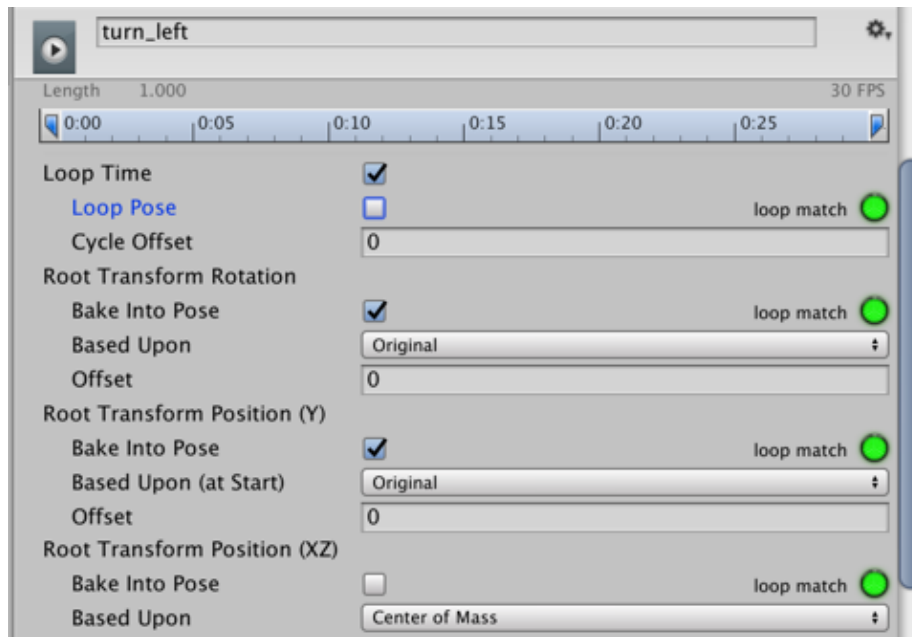 turn_left
Length 1.000 30 FPS
0:00 0:05 0:10 0:15 0:20 0:25
Loop Time
Loop Pose loop match
Cycle Offset 0
Root Transform Rotation
Bake Into Pose loop match
Based Upon Original
Offset 0
Root Transform Position (Y)
Bake Into Pose loop match
Based Upon (at Start) Original
Offset 0
Root Transform Position (XZ)
Bake Into Pose loop match
Based Upon Center of Mass